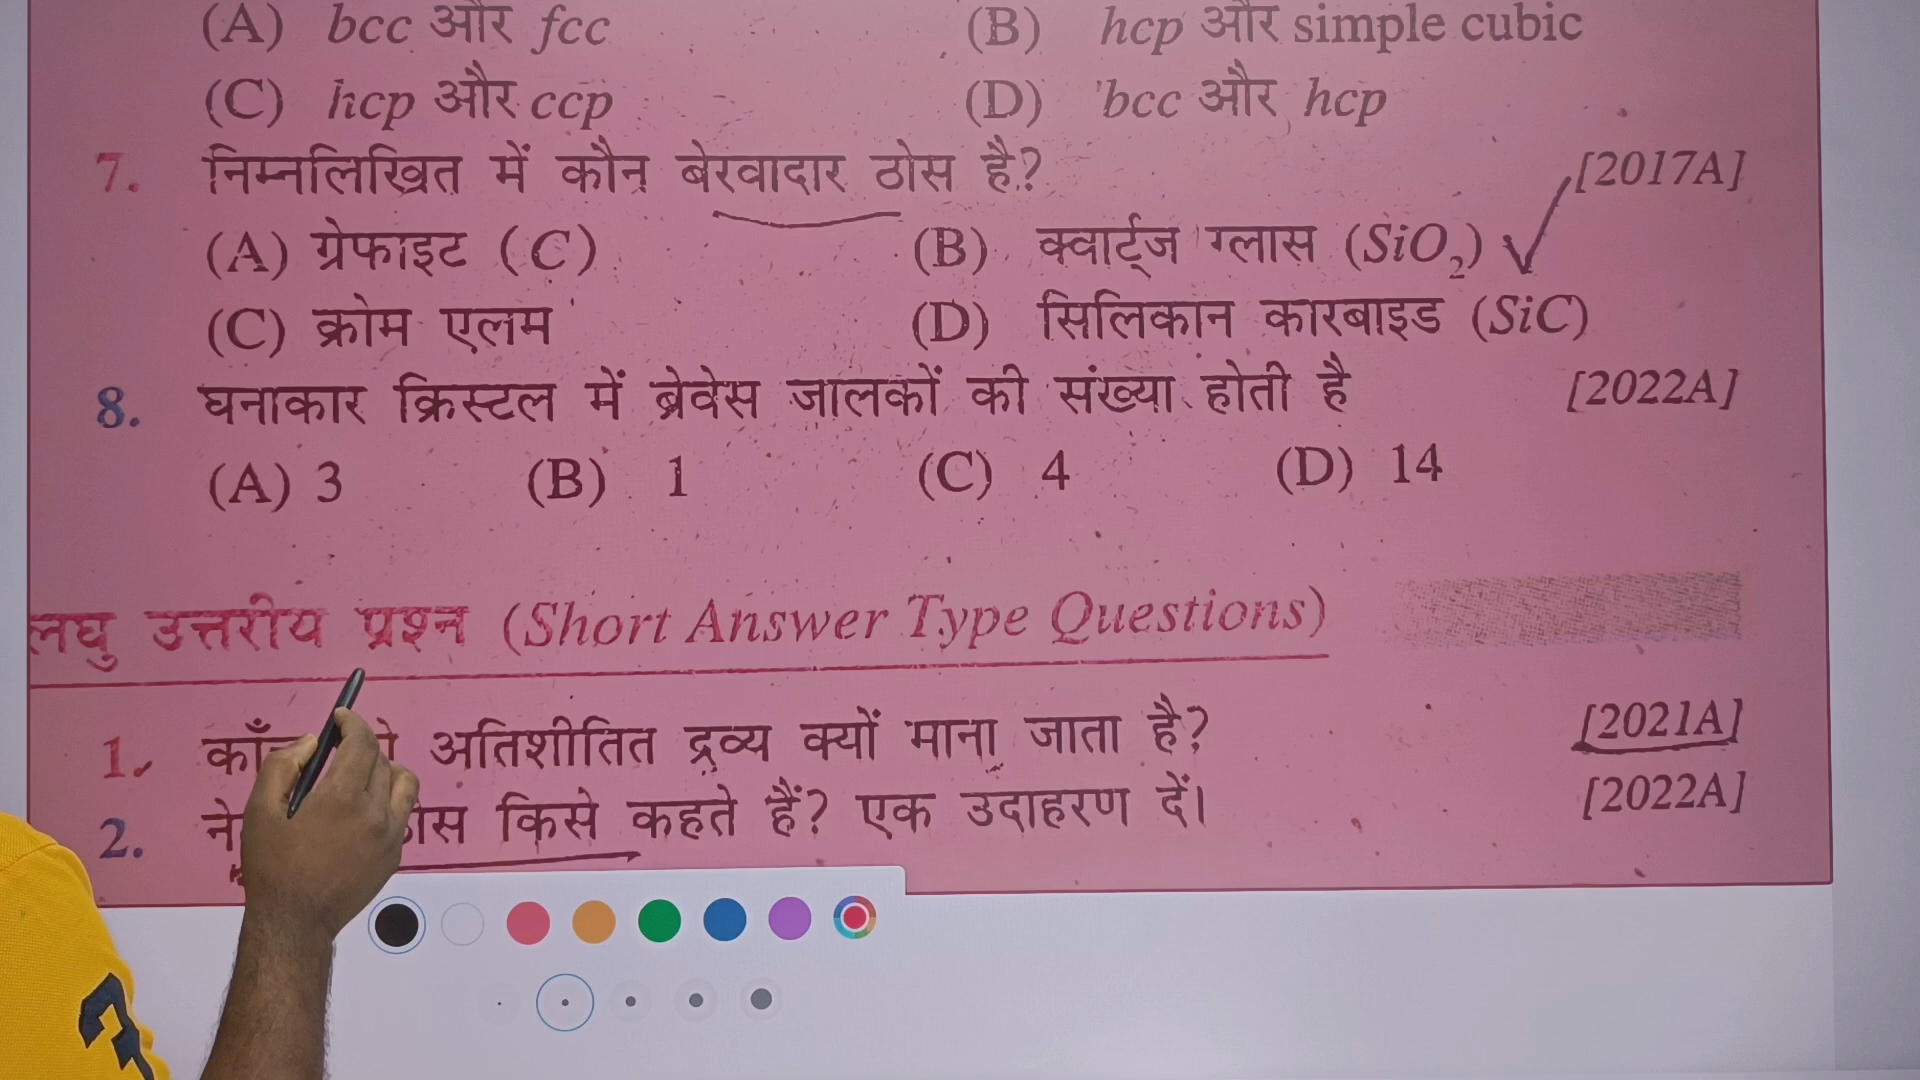 (A) bcc और fcc (B) hcp और simple cubic
(C) hcp और ccp (D) bcc और hcp
7. निम्नलिखित में कौन बेरवादार ठोस है? [2017A]
(A) ग्रेफाइट (C) (B) क्वार्ट्ज ग्लास (SiO₂)
(C) क्रोम एलम (D) सिलिकान कारबाइड (SiC)
8. घनाकार क्रिस्टल में ब्रेवेस जालकों की संख्या होती है [2022A]
(A) 3 (B) 1 (C) 4 (D) 14
लघु उत्तरीय प्रश्न (Short Answer Type Questions)
1. अतिशीतित द्रव्य क्यों माना जाता है? [2021A]
2. किसे कहते हैं? एक उदाहरण दें। [2022A]